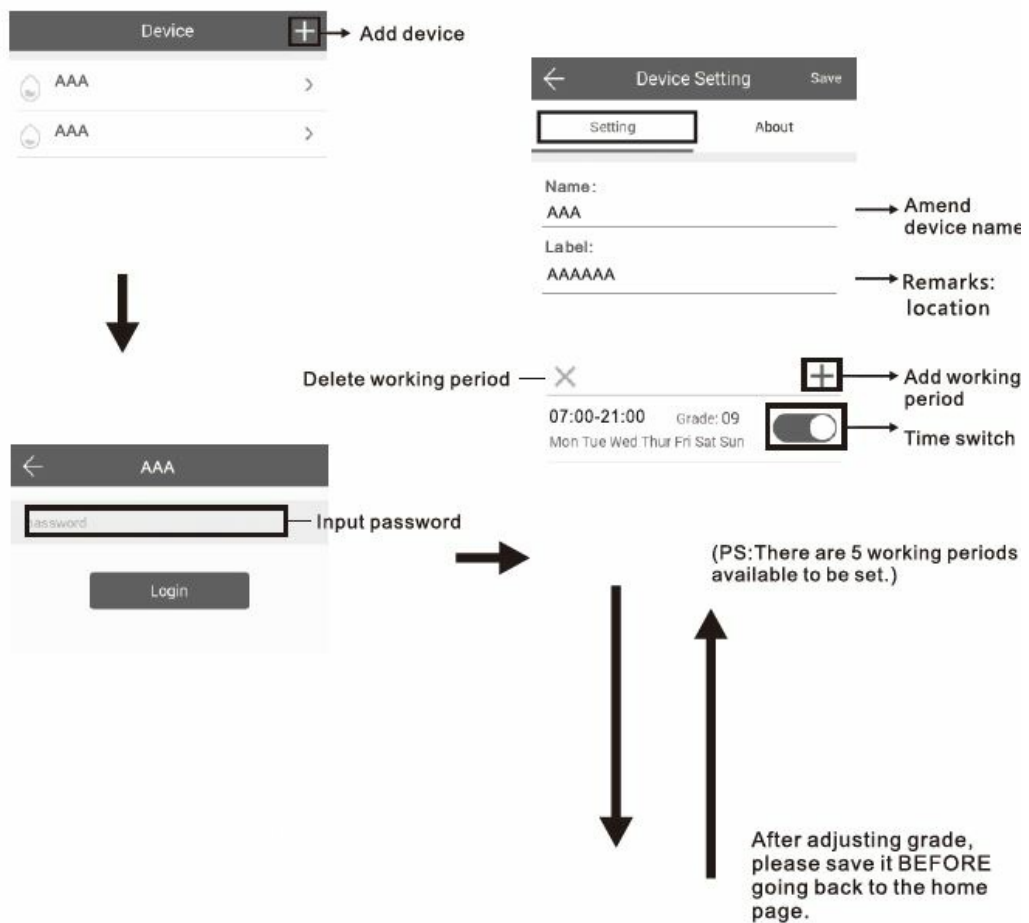 Device
Add device
AAA
AAA
Device Setting Save
Setting About
Name:
AAA
Amend
device name
Label:
AAAAAA
Remarks:
location
Delete working period
Add working
period
07:00-21:00 Grade: 09
Mon Tue Wed Thur Fri Sat Sun
Time switch
AAA
password
Input password
Login
(PS:There are 5 working periods
available to be set.)
After adjusting grade,
please save it BEFORE
going back to the home
page.